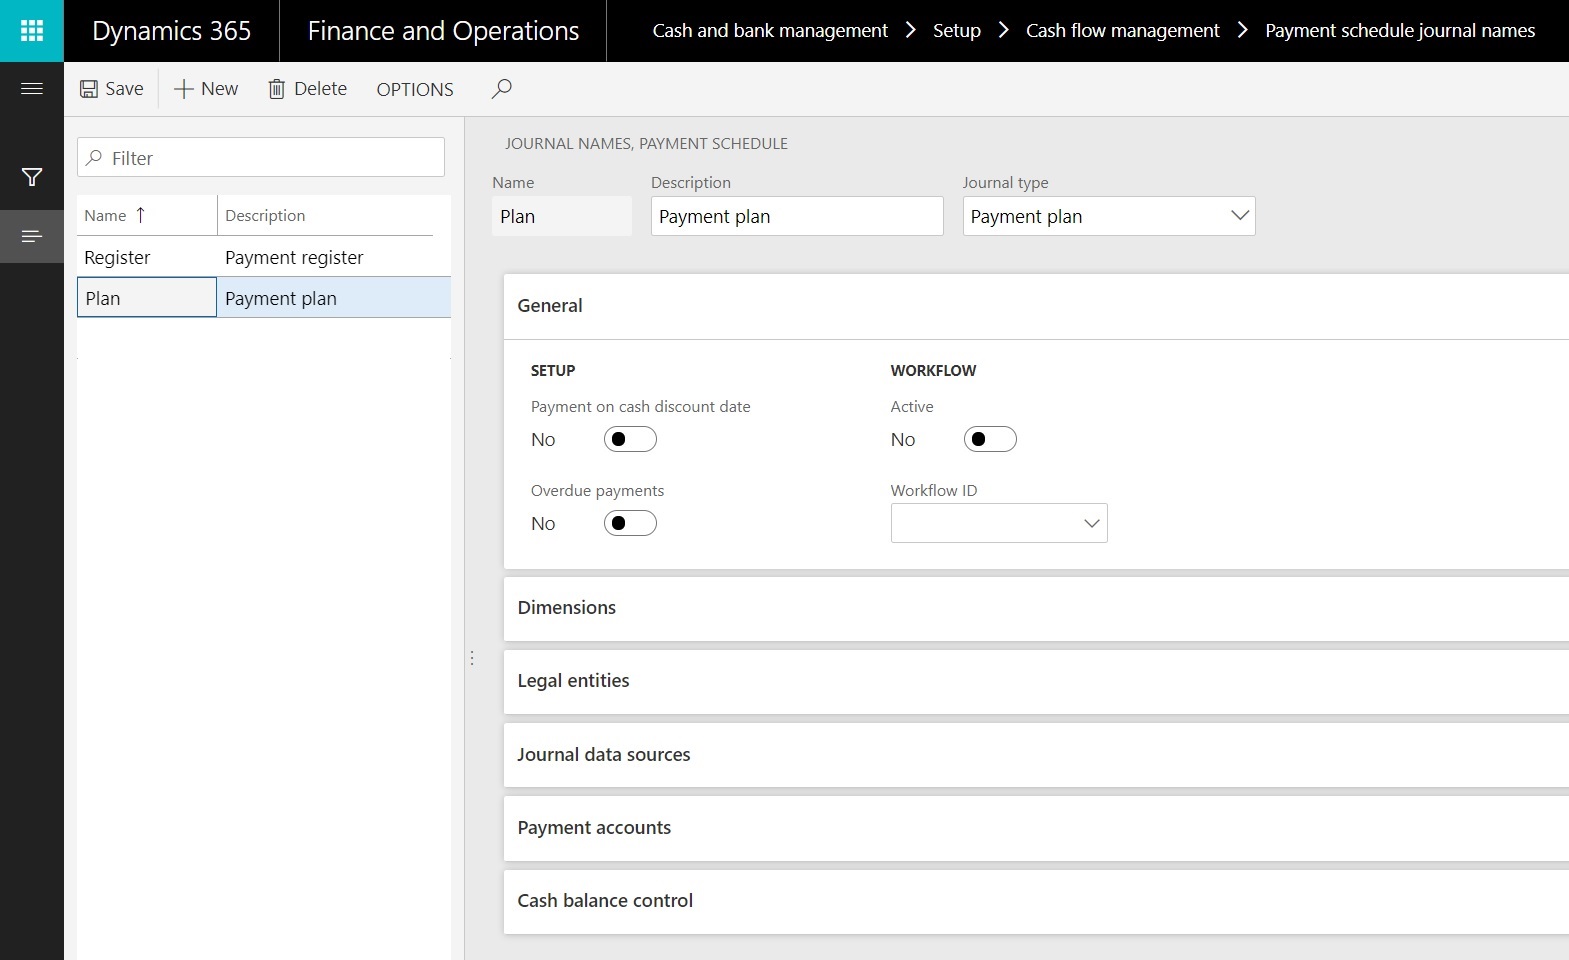 Dynamics 365 Finance and Operations Cash and bank management > Setup > Cash flow management > Payment schedule journal names
Save New Delete OPTIONS
Filter
Name ↑ Description
Register Payment register
Plan Payment plan
JOURNAL NAMES, PAYMENT SCHEDULE
Name Description Journal type
Plan Payment plan Payment plan
General
SETUP WORKFLOW
Payment on cash discount date Active
No No
Overdue payments Workflow ID
No
Dimensions
Legal entities
Journal data sources
Payment accounts
Cash balance control